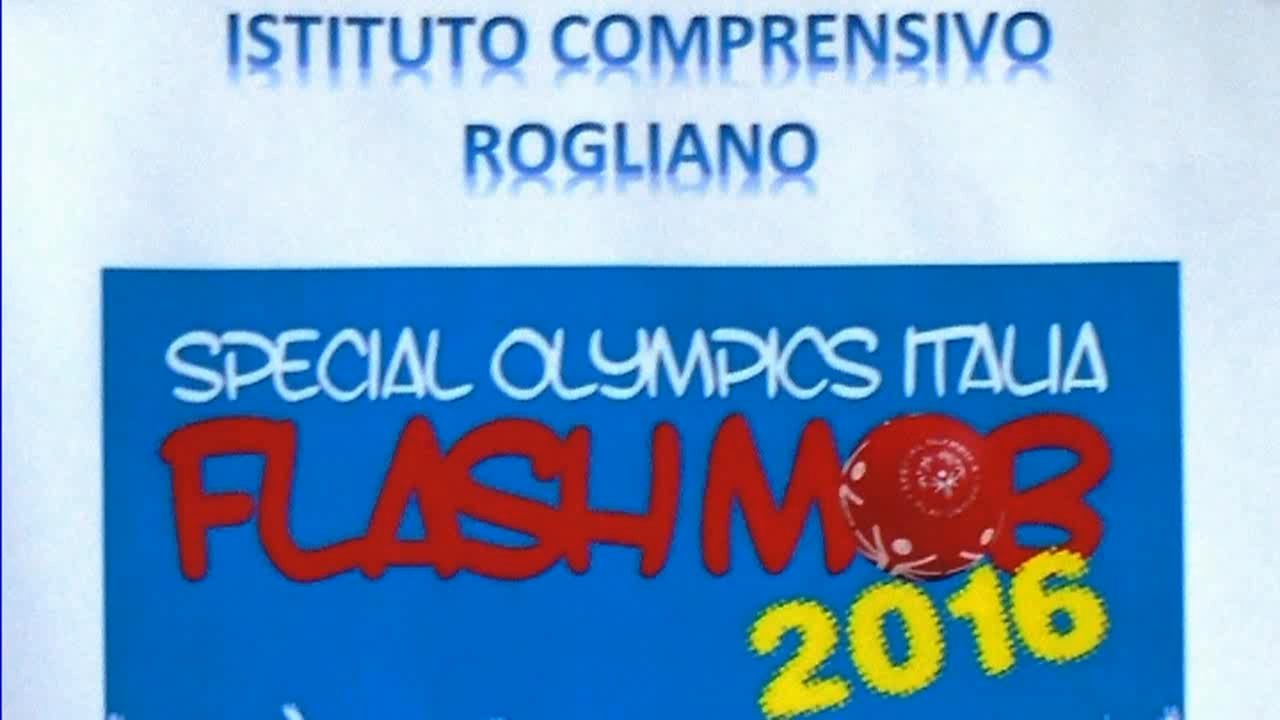 ISTITUTO COMPRENSIVO
ROGLIANO
SPECIAL OLYMPICS ITALIA
FLASH MOB
2016